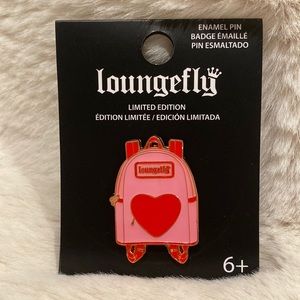 ENAMEL PIN
BADGE ÉMAILLÉ
PIN ESMALTADO
loungefly
LIMITED EDITION
ÉDITION LIMITÉE / EDICIÓN LIMITADA
loungefly
6+